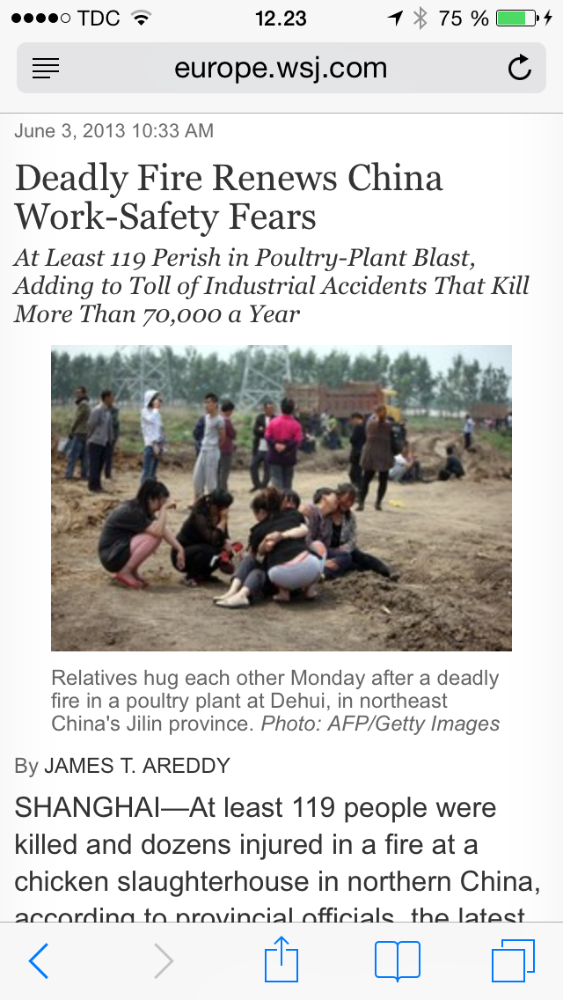 TDC 12.23 75 %
europe.wsj.com
June 3, 2013 10:33 AM
Deadly Fire Renews China
Work-Safety Fears
At Least 119 Perish in Poultry-Plant Blast,
Adding to Toll of Industrial Accidents That Kill
More Than 70,000 a Year
Relatives hug each other Monday after a deadly
fire in a poultry plant at Dehui, in northeast
China's Jilin province. Photo: AFP/Getty Images
By JAMES T. AREDDY
SHANGHAI—At least 119 people were
killed and dozens injured in a fire at a
chicken slaughterhouse in northern China,
according to provincial officials, the latest